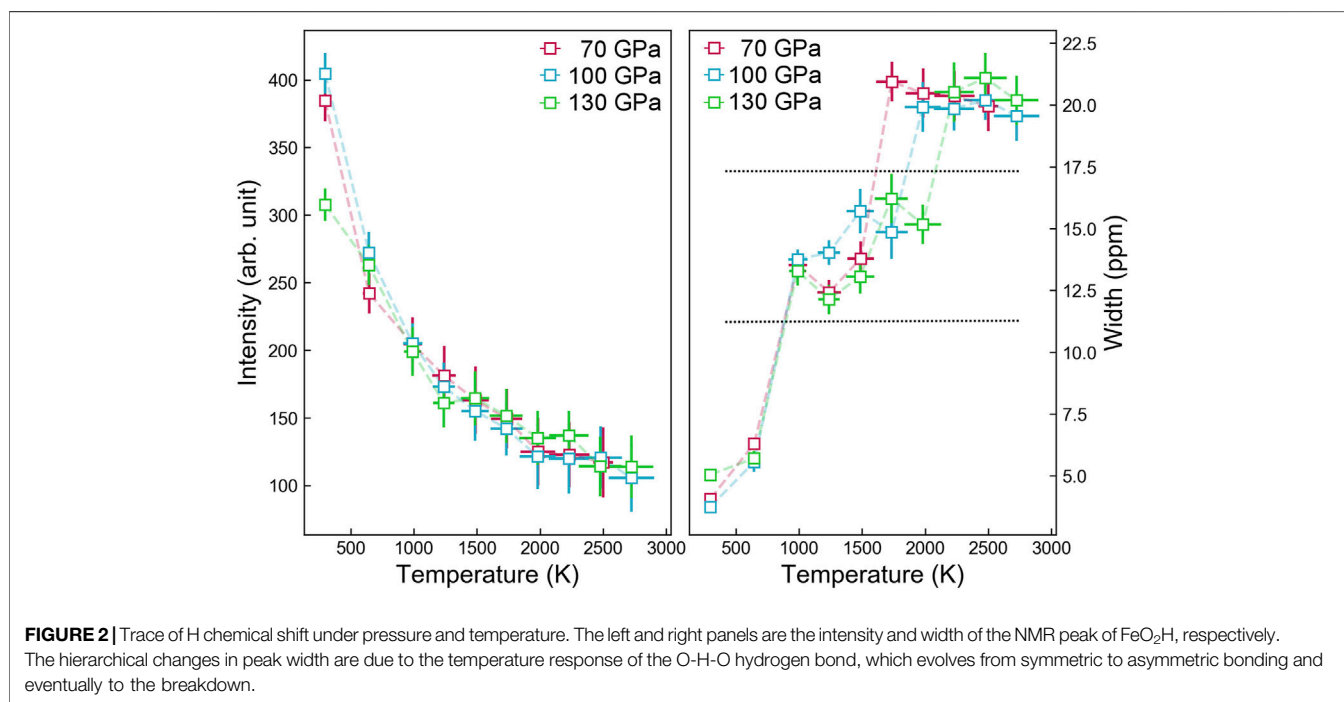 70 GPa
100 GPa
130 GPa
400
350
300
250
200
150
100
Intensity (arb. unit)
500 1000 1500 2000 2500 3000
Temperature (K)
70 GPa
100 GPa
130 GPa
22.5
20.0
17.5
15.0
12.5
10.0
7.5
5.0
Width (ppm)
500 1000 1500 2000 2500 3000
Temperature (K)
FIGURE 2 | Trace of H chemical shift under pressure and temperature. The left and right panels are the intensity and width of the NMR peak of FeO₂H, respectively.
The hierarchical changes in peak width are due to the temperature response of the O-H-O hydrogen bond, which evolves from symmetric to asymmetric bonding and
eventually to the breakdown.